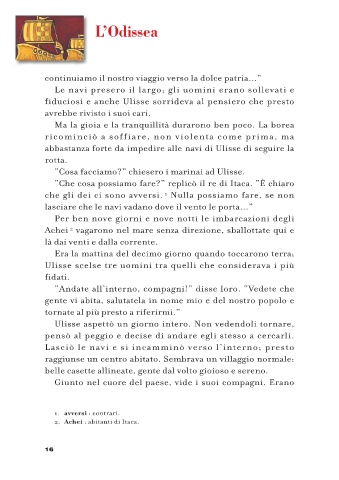 L'Odissea
continuiamo il nostro viaggio verso la dolce patria..."
Le navi presero il largo; gli uomini erano sollevati e
fiduciosi e anche Ulisse sorrideva al pensiero che presto
avrebbe rivisto i suoi cari.
Ma la gioia e la tranquillità durarono ben poco. La borea
ricominciò a soffiare, non violenta come prima, ma
abbastanza forte da impedire alle navi di Ulisse di seguire la
rotta.
"Cosa facciamo?" chiesero i marinai ad Ulisse.
"Che cosa possiamo fare?" replicò il re di Itaca. "È chiaro
che gli dei ci sono avversi.¹ Nulla possiamo fare, se non
lasciare che le navi vadano dove il vento le porta..."
Per ben nove giorni e nove notti le imbarcazioni degli
Achei² vagarono nel mare senza direzione, sballottate qui e
là dai venti e dalla corrente.
Era la mattina del decimo giorno quando toccarono terra;
Ulisse scelse tre uomini tra quelli che considerava i più
fidati.
"Andate all'interno, compagni!" disse loro. "Vedete che
gente vi abita, salutatela in nome mio e del nostro popolo e
tornate al più presto a riferirmi."
Ulisse aspettò un giorno intero. Non vedendoli tornare,
pensò al peggio e decise di andare egli stesso a cercarli.
Lasciò le navi e si incamminò verso l'interno; presto
raggiunse un centro abitato. Sembrava un villaggio normale:
belle casette allineate, gente dal volto gioioso e sereno.
Giunto nel cuore del paese, vide i suoi compagni. Erano
1. avversi : contrari.
2. Achei : abitanti di Itaca.
16